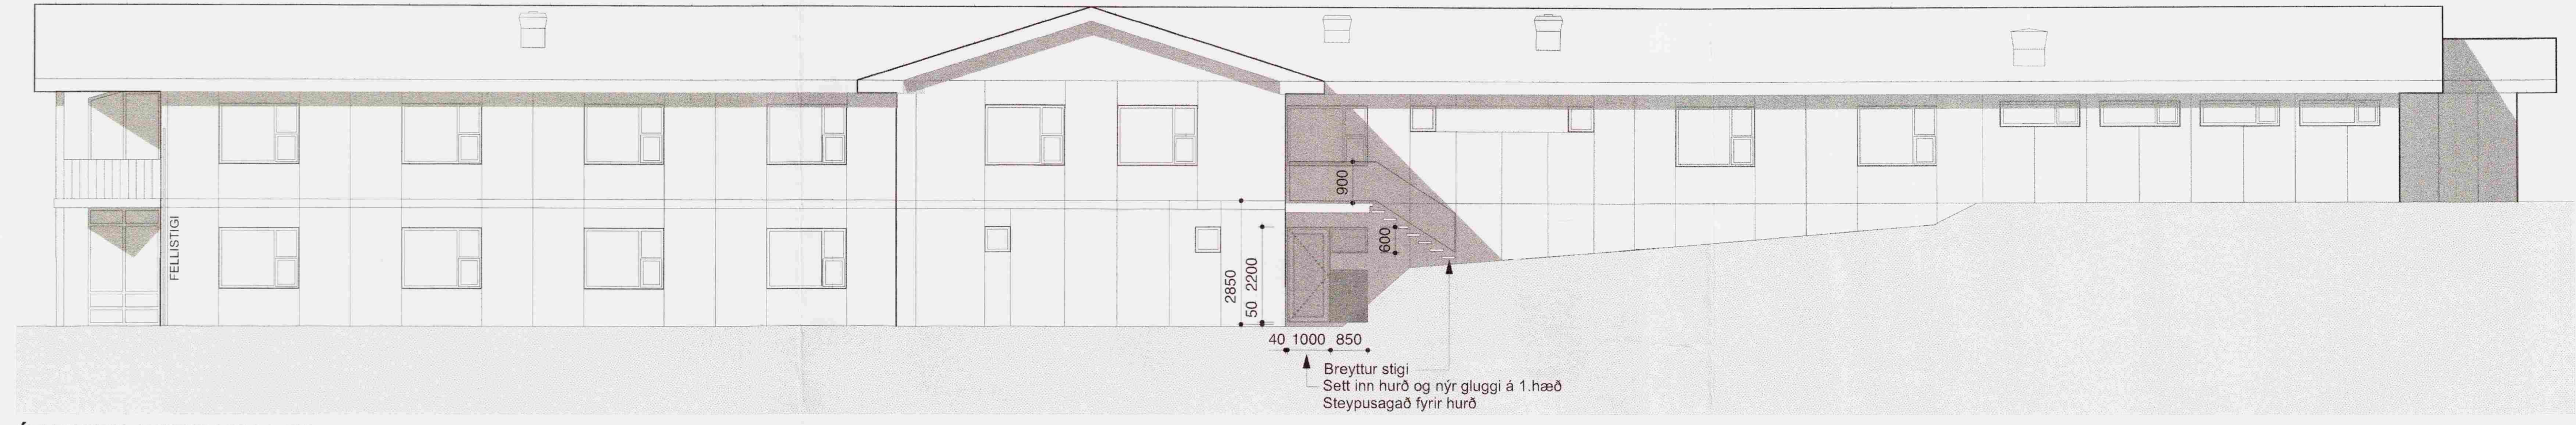 FELLISTIGI
900
600
2850
50 2200
40 1000 850
Breyttur stigi
Sett inn hurð og nýr gluggi á 1.hæð
Steypusagað fyrir hurð